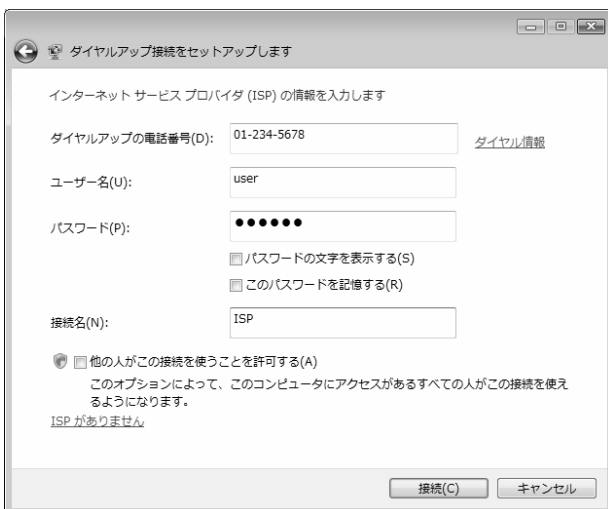 ダイヤルアップ接続をセットアップします
インターネット サービス プロバイダ (ISP) の情報を入力します
ダイヤルアップの電話番号(D):
01-234-5678
ダイヤル情報
ユーザー名(U):
user
パスワード(P):
●●●●●●
パスワードの文字を表示する(S)
このパスワードを記憶する(R)
接続名(N):
ISP
他の人がこの接続を使うことを許可する(A)
このオプションによって、このコンピュータにアクセスがあるすべての人がこの接続を使え
るようになります。
ISP がありません
接続(C)
キャンセル